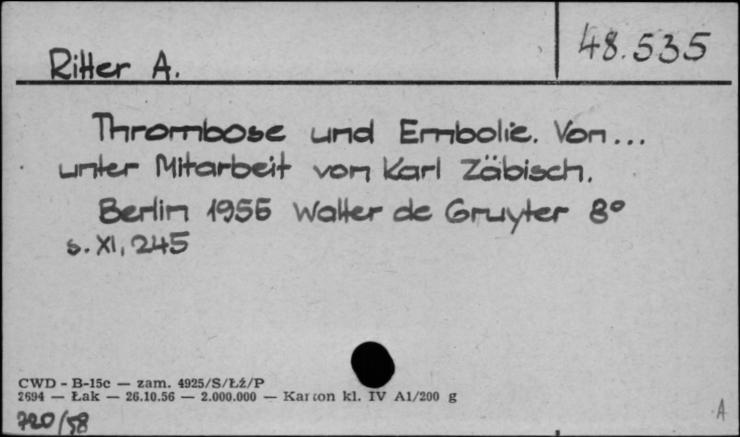 Ritter A.
48.535
Thrombose und Embolie. Von...
unter Mitarbeit von Karl Zäbisch.
Berlin 1955 Walter de Gruyter 8°
s. XI, 245
CWD - B-15c — zam. 4925/S/Łź/P
2694 — Łak — 26.10.56 — 2.000.000 — Karton kl. IV A1/200 g
720/58
A